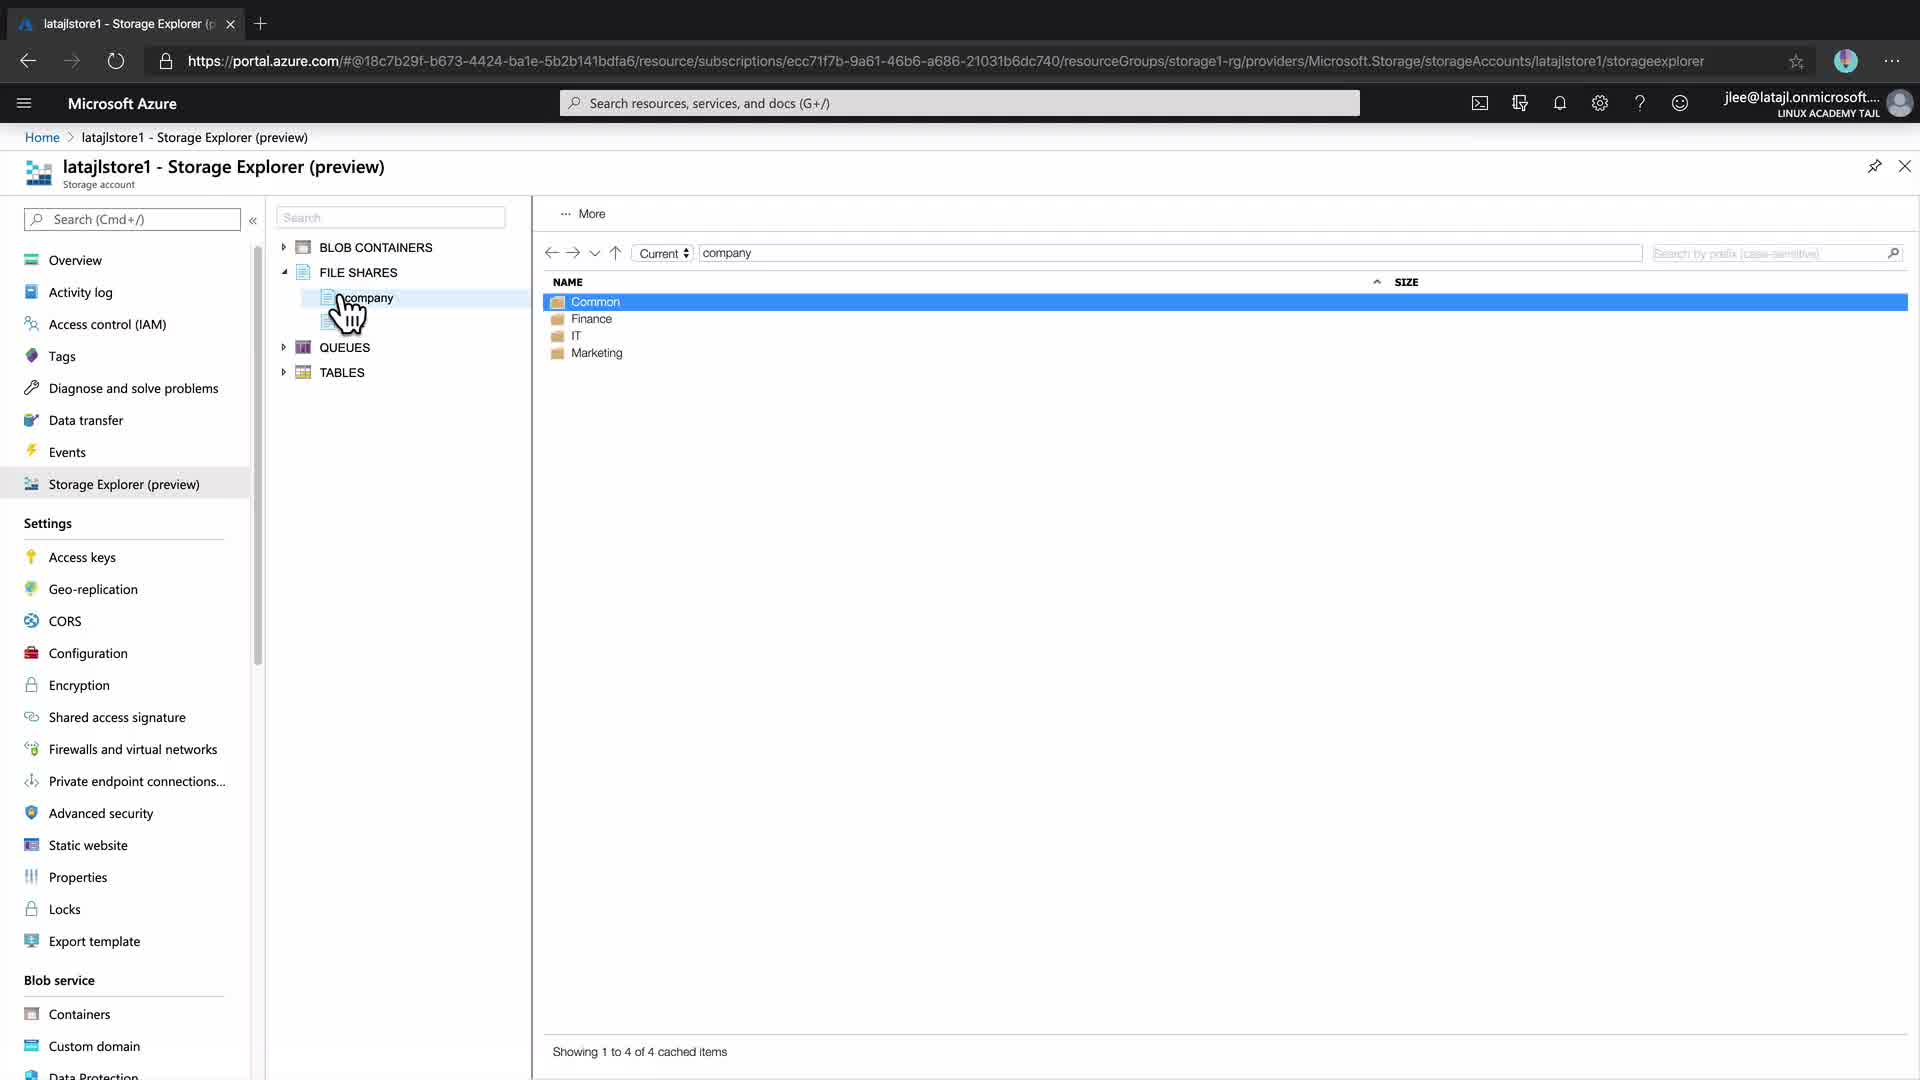 latajlstore1 - Storage Explorer (p
https://portal.azure.com/#@18c7b29f-b673-4424-ba1e-5b2b141bdfa6/resource/subscriptions/ecc71f7b-9a61-46b6-a686-21031b6dc740/resourceGroups/storage1-rg/providers/Microsoft.Storage/storageAccounts/latajlstore1/storageexplorer
Microsoft Azure
Search resources, services, and docs (G+/)
jlee@latajl.onmicrosoft....
LINUX ACADEMY TAJL
Home > latajlstore1 - Storage Explorer (preview)
latajlstore1 - Storage Explorer (preview)
Storage account
Search (Cmd+/)
«
Overview
Activity log
Access control (IAM)
Tags
Diagnose and solve problems
Data transfer
Events
Storage Explorer (preview)
Settings
Access keys
Geo-replication
CORS
Configuration
Encryption
Shared access signature
Firewalls and virtual networks
Private endpoint connections...
Advanced security
Static website
Properties
Locks
Export template
Blob service
Containers
Custom domain
Data Protection
Search
BLOB CONTAINERS
FILE SHARES
company
QUEUES
TABLES
... More
Current
company
Search by prefix (case-sensitive)
NAME
SIZE
Common
Finance
IT
Marketing
Showing 1 to 4 of 4 cached items